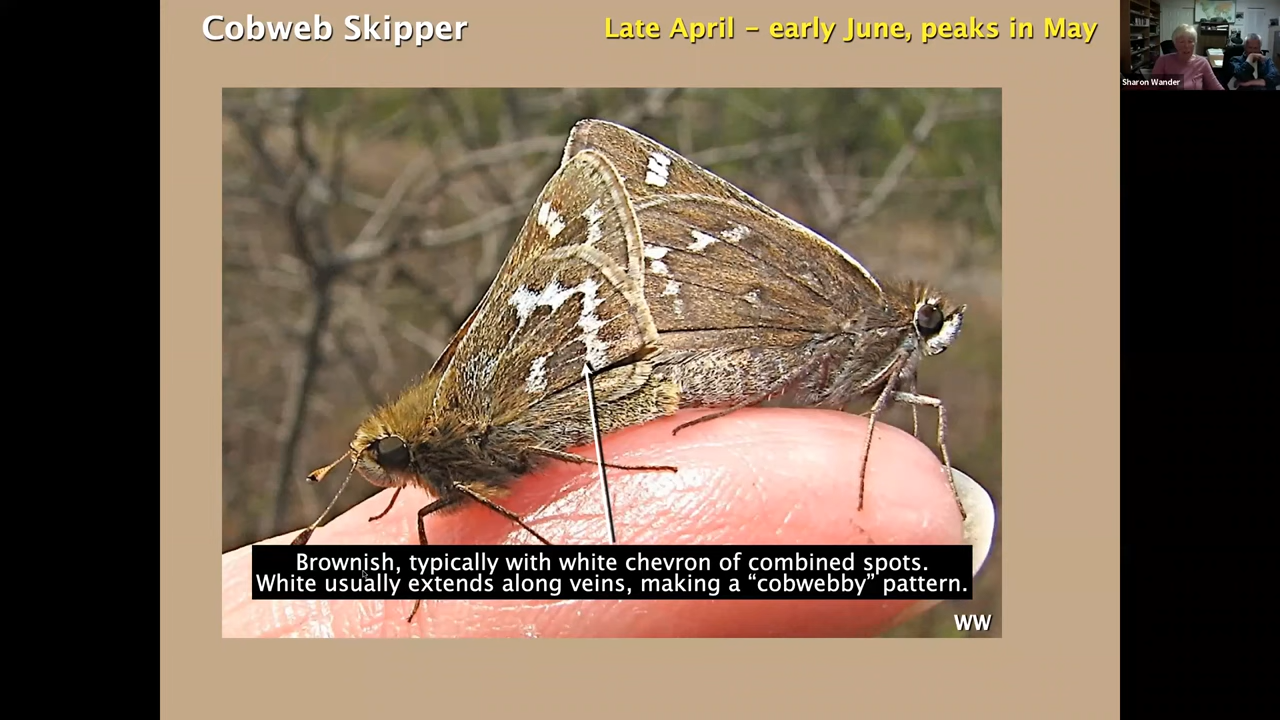 Cobweb Skipper
Late April – early June, peaks in May
Sharon Wander
Brownish, typically with white chevron of combined spots.
White usually extends along veins, making a “cobwebby” pattern.
WW